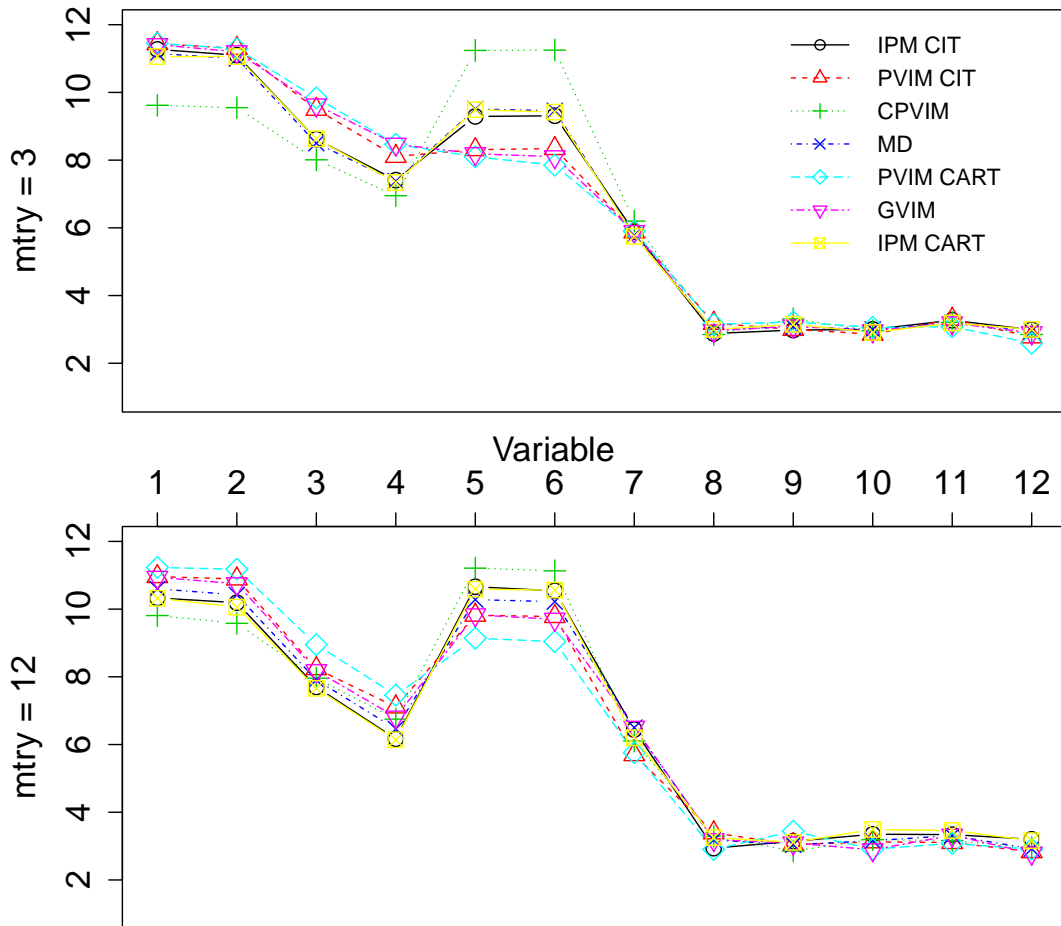 12
10
8
6
4
2
mtry = 3
IPM CIT
PVIM CIT
CPVIM
MD
PVIM CART
GVIM
IPM CART
Variable
1 2 3 4 5 6 7 8 9 10 11 12
12
10
8
6
4
2
mtry = 12